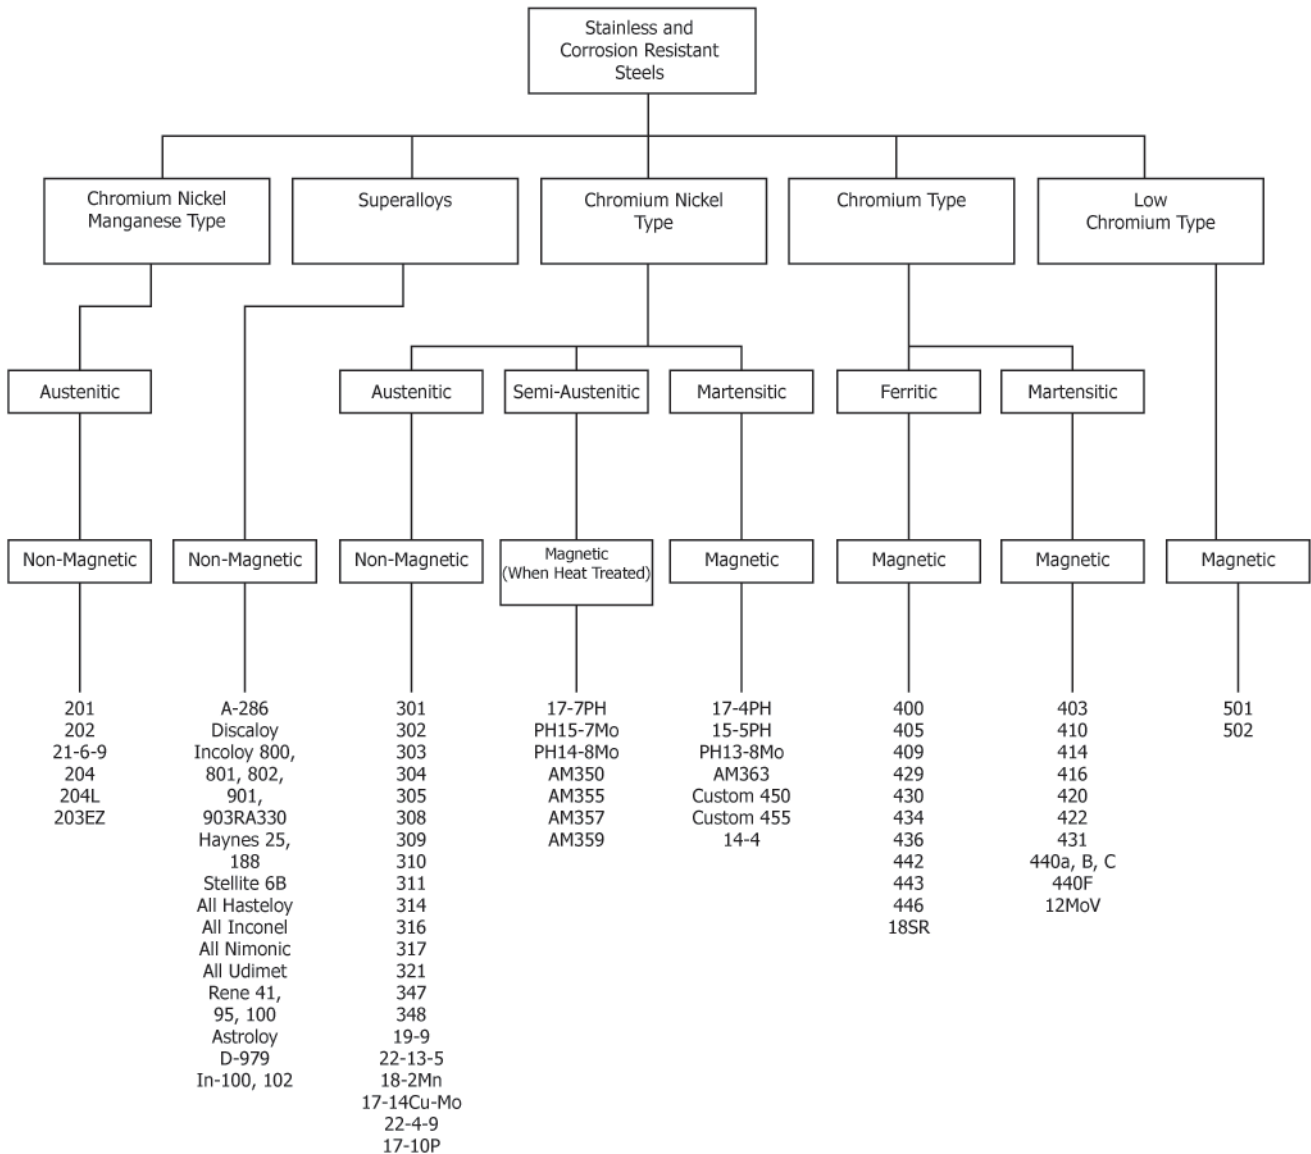 Stainless and
Corrosion Resistant
Steels
Chromium Nickel
Manganese Type
Superalloys
Chromium Nickel
Type
Chromium Type
Low
Chromium Type
Austenitic
Austenitic
Semi-Austenitic
Martensitic
Ferritic
Martensitic
Non-Magnetic
Non-Magnetic
Non-Magnetic
Magnetic
(When Heat Treated)
Magnetic
Magnetic
Magnetic
Magnetic
201
202
21-6-9
204
204L
203EZ
A-286
Discaloy
Incoloy 800,
801, 802,
901,
903RA330
Haynes 25,
188
Stellite 6B
All Hasteloy
All Inconel
All Nimonic
All Udimet
Rene 41,
95, 100
Astroloy
D-979
In-100, 102
301
302
303
304
305
308
309
310
311
314
316
317
321
347
348
19-9
22-13-5
18-2Mn
17-14Cu-Mo
22-4-9
17-10P
17-7PH
PH15-7Mo
PH14-8Mo
AM350
AM355
AM357
AM359
17-4PH
15-5PH
PH13-8Mo
AM363
Custom 450
Custom 455
14-4
400
405
409
429
430
434
436
442
443
446
18SR
403
410
414
416
420
422
431
440a, B, C
440F
12MoV
501
502